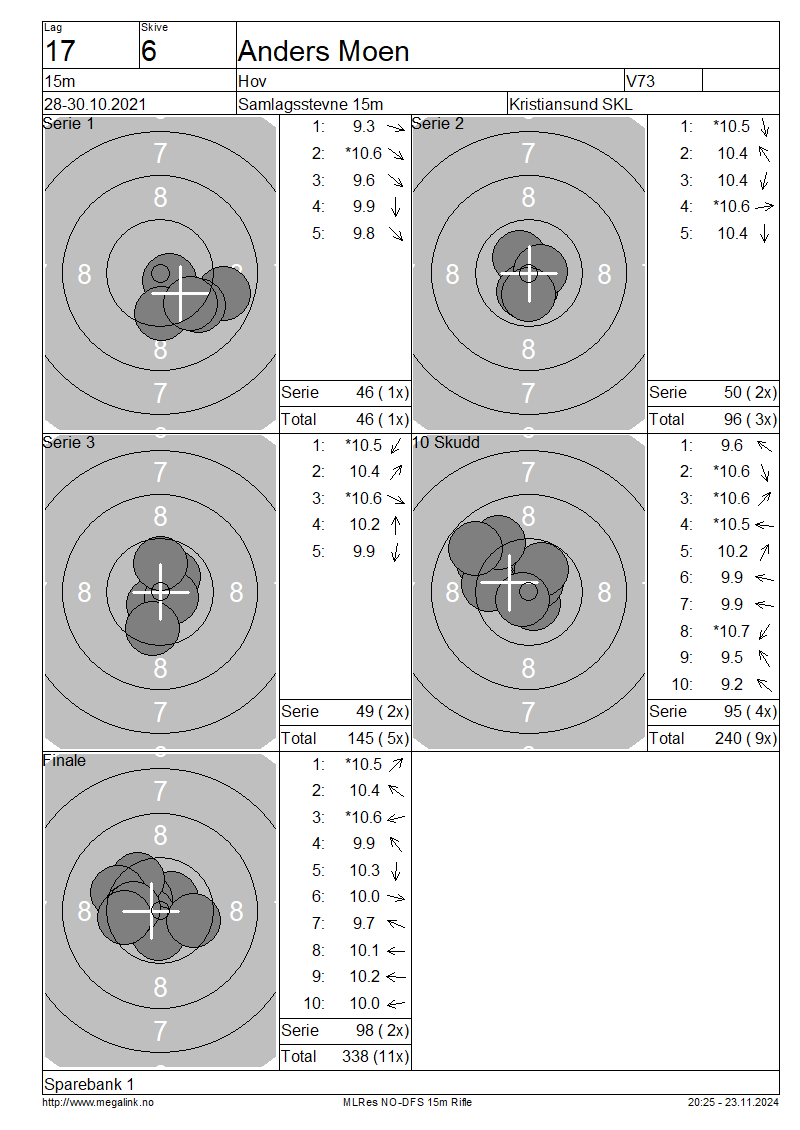 Lag
17
Skive
6
Anders Moen
15m
Hov
V73
28-30.10.2021
Samlagsstevne 15m
Kristiansund SKL
Serie 1
7
8
8
8
8
7
1: 9.3
2: *10.6
3: 9.6
4: 9.9
5: 9.8
Serie 46 ( 1x)
Total 46 ( 1x)
Serie 2
7
8
8 8
8
7
1: *10.5
2: 10.4
3: 10.4
4: *10.6
5: 10.4
Serie 50 ( 2x)
Total 96 ( 3x)
Serie 3
7
8
8 8
8
7
1: *10.5
2: 10.4
3: *10.6
4: 10.2
5: 9.9
Serie 49 ( 2x)
Total 145 ( 5x)
10 Skudd
7
8
8 8
8
7
1: 9.6
2: *10.6
3: *10.6
4: *10.5
5: 10.2
6: 9.9
7: 9.9
8: *10.7
9: 9.5
10: 9.2
Serie 95 ( 4x)
Total 240 ( 9x)
Finale
7
8
8 8
8
7
1: *10.5
2: 10.4
3: *10.6
4: 9.9
5: 10.3
6: 10.0
7: 9.7
8: 10.1
9: 10.2
10: 10.0
Serie 98 ( 2x)
Total 338 (11x)
Sparebank 1
http://www.megalink.no
MLRes NO-DFS 15m Rifle
20:25 - 23.11.2024